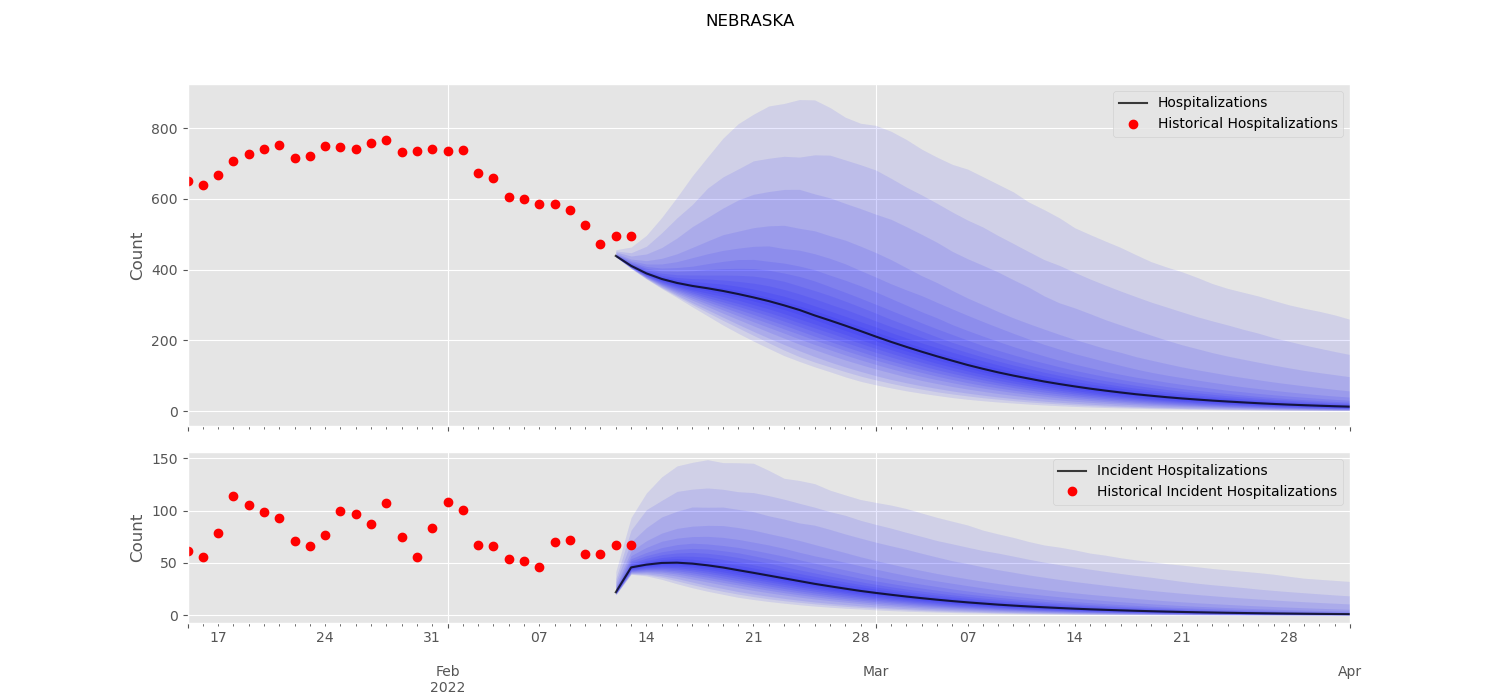 NEBRASKA
Hospitalizations
Historical Hospitalizations
800
600
400
200
0
Count
Incident Hospitalizations
Historical Incident Hospitalizations
150
100
50
0
Count
17 24 31 07 14 21 28 07 14 21 28
Feb Mar Apr
2022